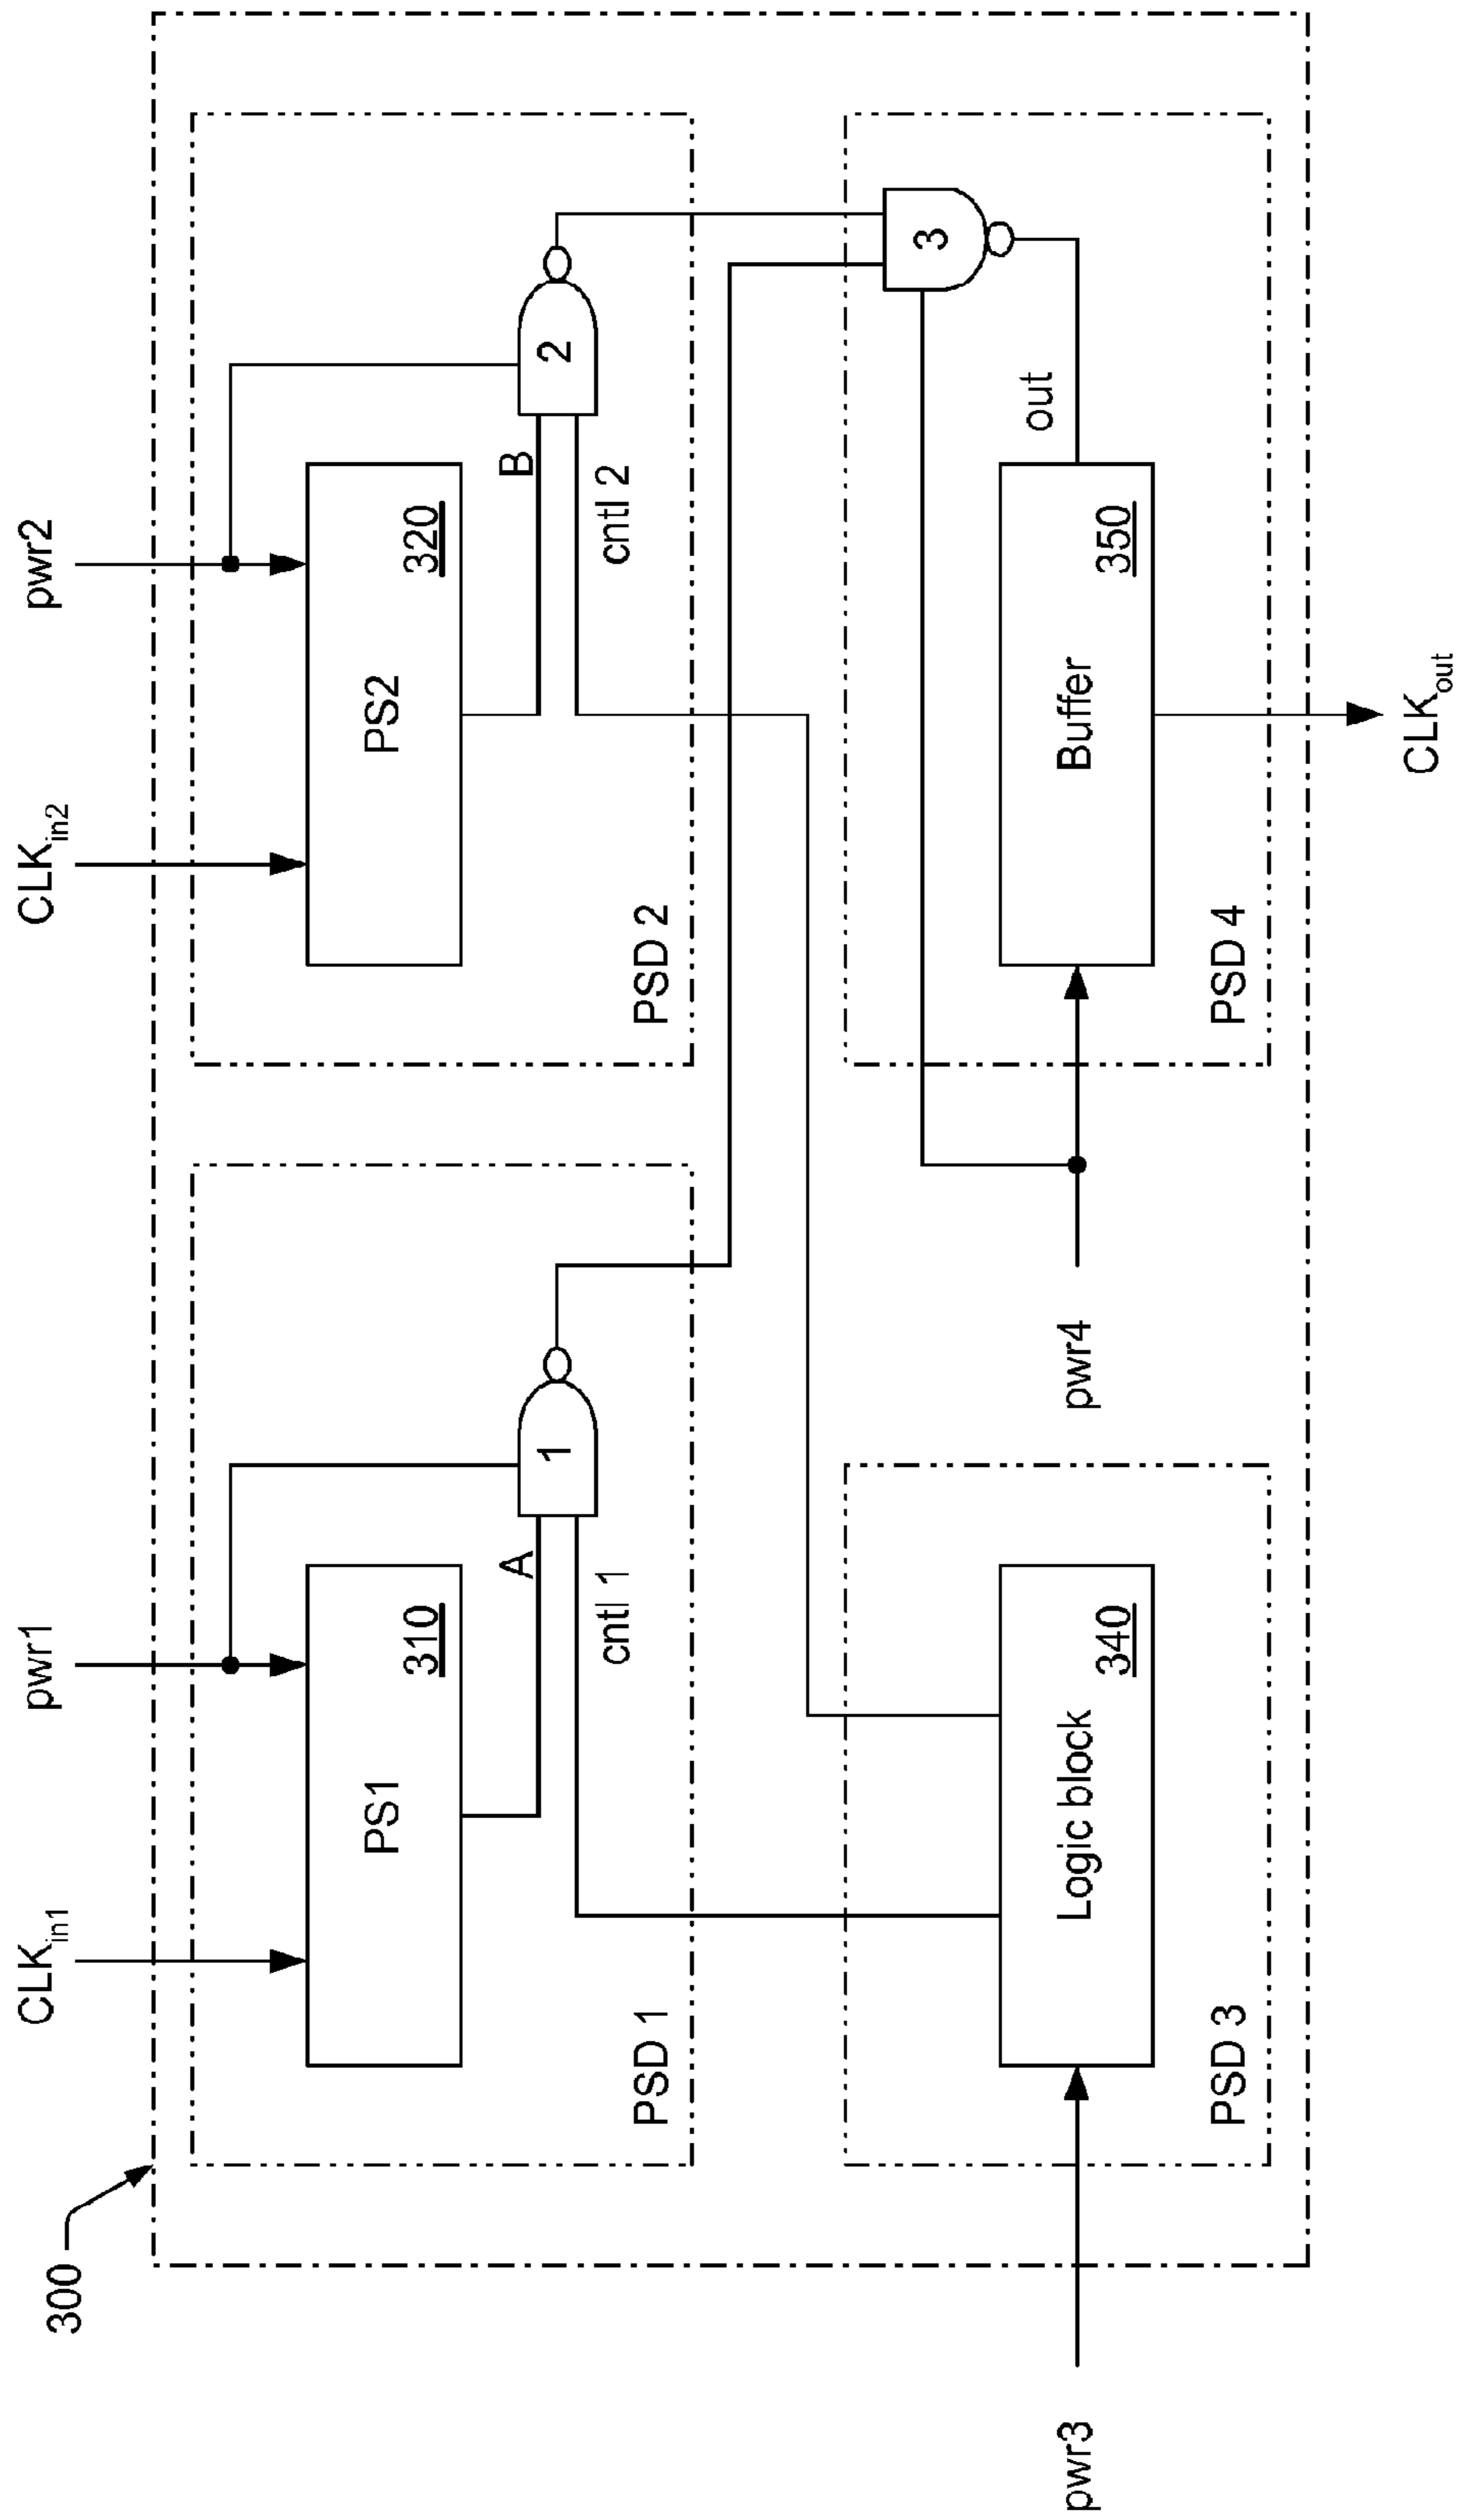 300
CLKin1
pwr1
CLKin2
pwr2
PS1
310
PS2
320
A
cntl 1
1
B
cntl 2
2
PSD 1
PSD 2
3
out
Logic block
340
Buffer
350
pwr3
pwr4
PSD 3
PSD 4
CLKout